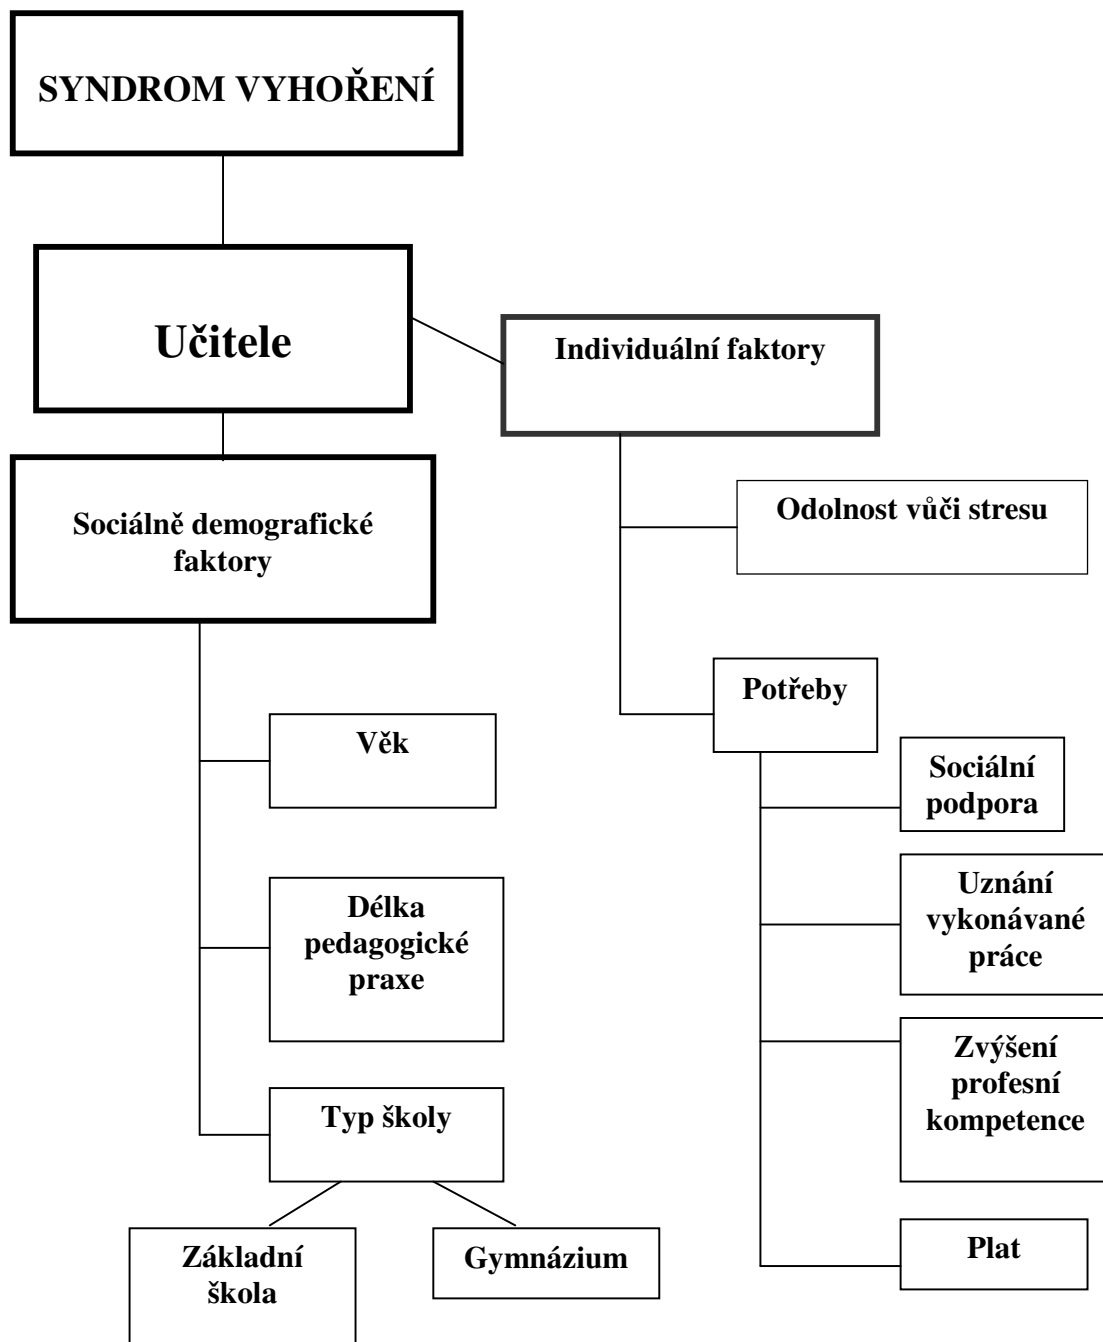 SYNDROM VYHOŘENÍ
Učitele
Individuální faktory
Sociálně demografické
faktory
Odolnost vůči stresu
Potřeby
Věk
Sociální
podpora
Délka
pedagogické
praxe
Uznání
vykonávané
práce
Zvýšení
profesní
kompetence
Typ školy
Základní
škola
Gymnázium
Plat